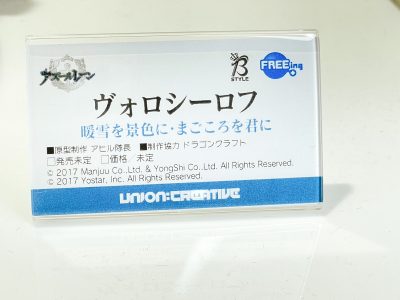 アズールレーン
B STYLE
FREEing
ヴォロシーロフ
暖雪を景色に・まごころを君に
■原型制作 アヒル隊長 ■制作協力 ドラゴンクラフト
□発売未定 □価格／未定
© 2017 Manjuu Co.,Ltd. & YongShi Co.,Ltd. All Rights Reserved.
© 2017 Yostar, Inc. All Rights Reserved.
UNION:CREATIVE